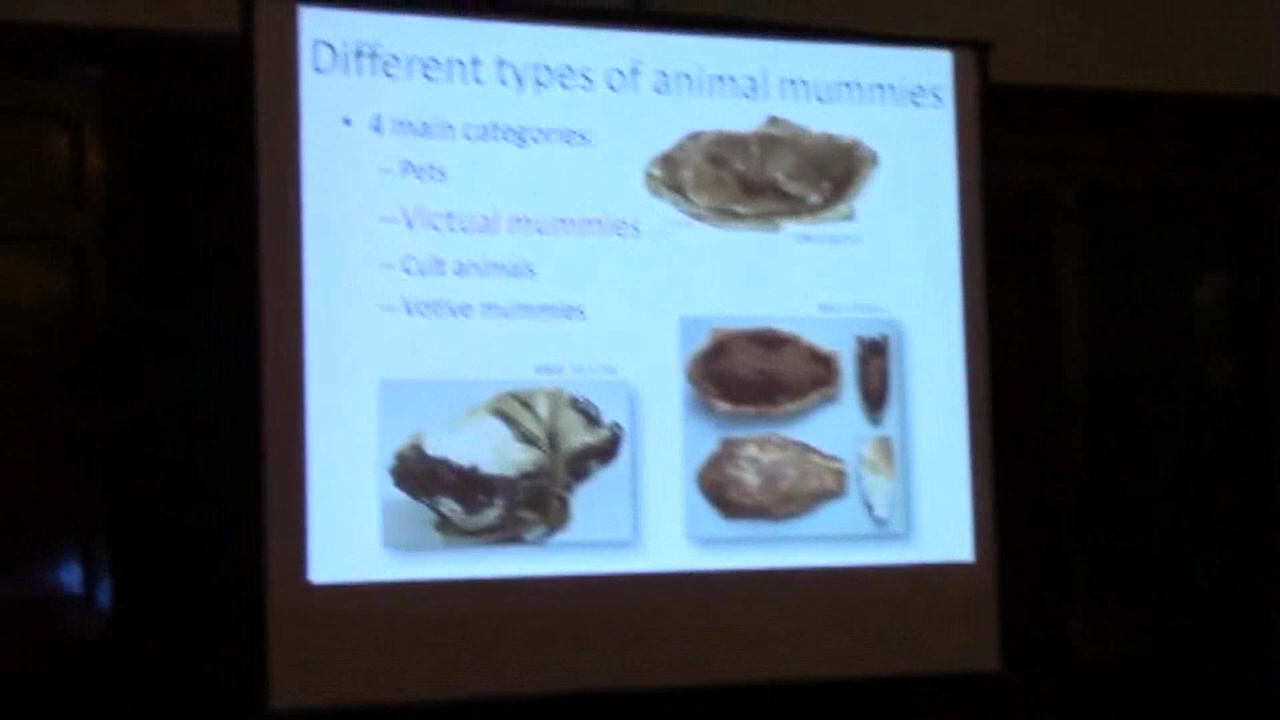 Different types of animal mummies
• 4 main categories:
– Pets
– Victual mummies
– Cult animals
– Votive mummies